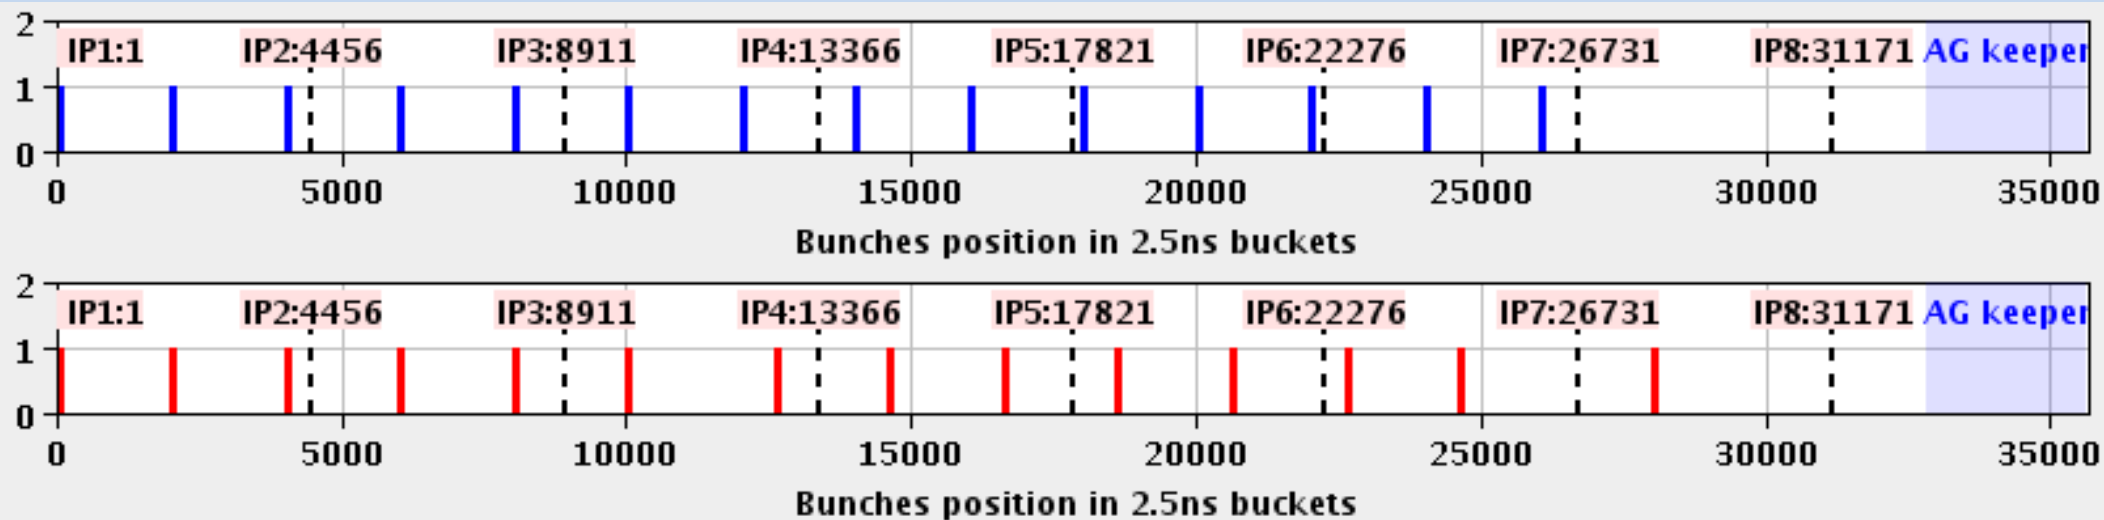 2
IP1:1 IP2:4456 IP3:8911 IP4:13366 IP5:17821 IP6:22276 IP7:26731 IP8:31171 AG keeper
1
0
0 5000 10000 15000 20000 25000 30000 35000
Bunches position in 2.5ns buckets
2
IP1:1 IP2:4456 IP3:8911 IP4:13366 IP5:17821 IP6:22276 IP7:26731 IP8:31171 AG keeper
1
0
0 5000 10000 15000 20000 25000 30000 35000
Bunches position in 2.5ns buckets